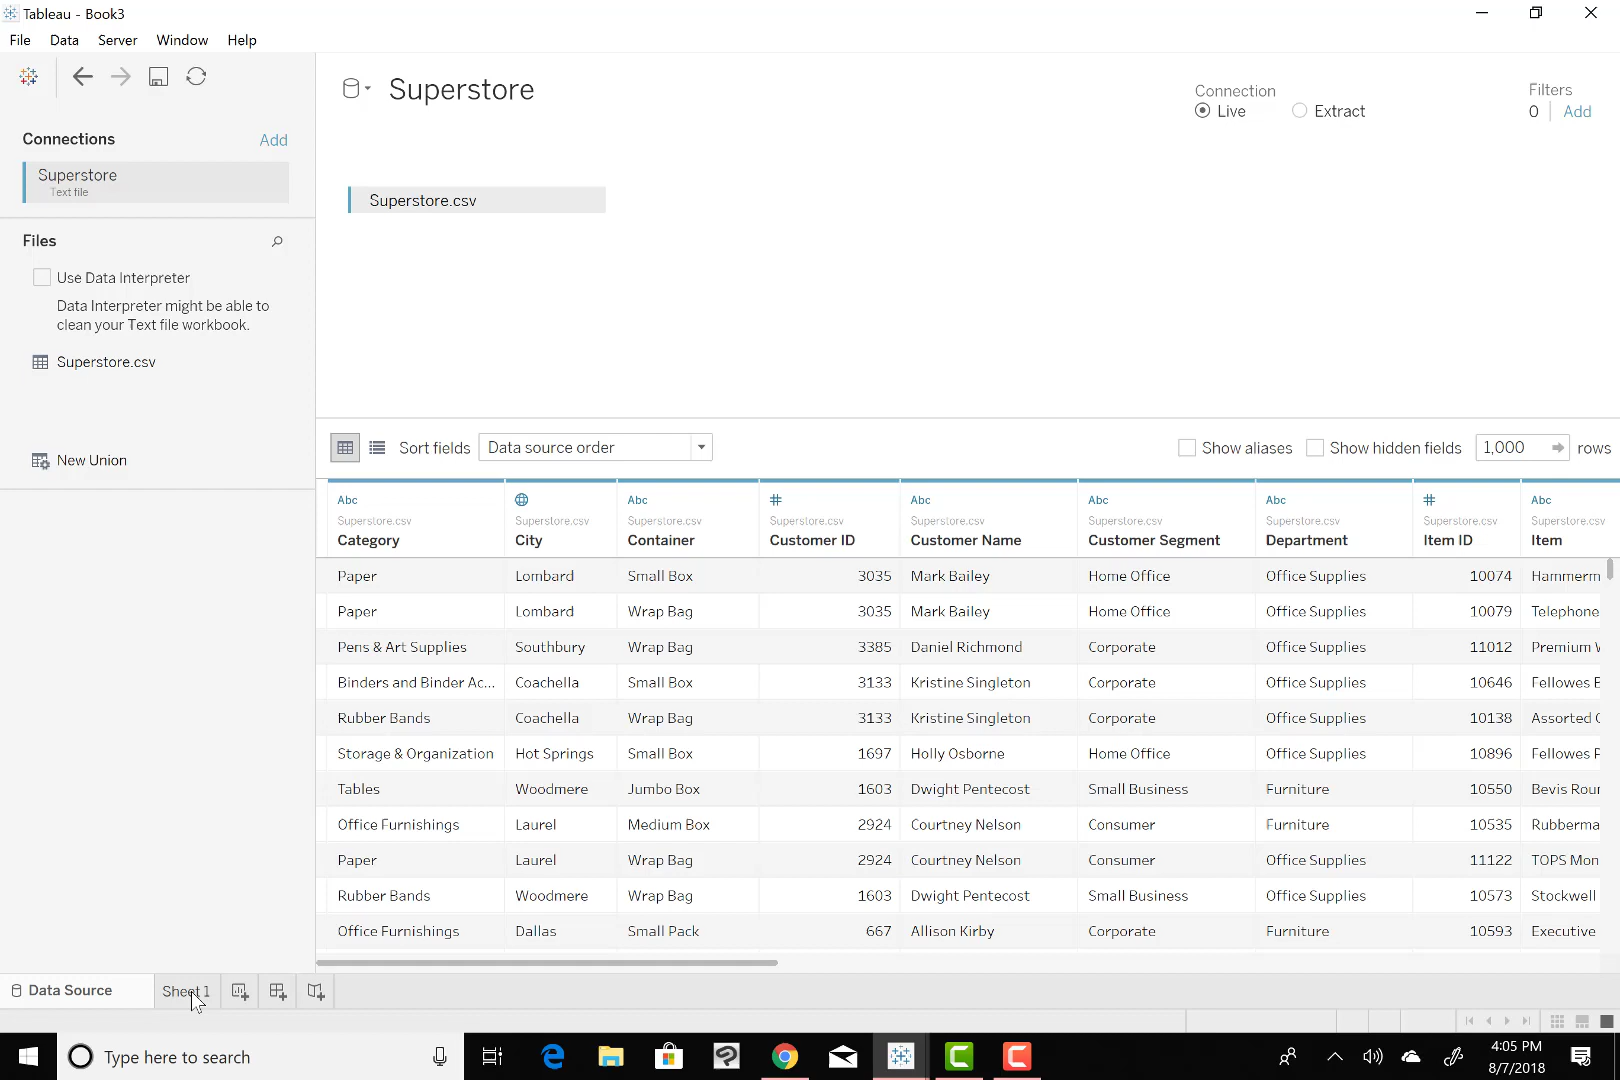 Tableau - Book3
File Data Server Window Help
Connections Add
Superstore
Text file
Files
Use Data Interpreter
Data Interpreter might be able to
clean your Text file workbook.
Superstore.csv
New Union
Superstore
Connection
Live Extract
Filters
0 Add
Superstore.csv
Sort fields Data source order Show aliases Show hidden fields 1,000 rows
Abc Abc # Abc Abc Abc # Abc
Superstore.csv Superstore.csv Superstore.csv Superstore.csv Superstore.csv Superstore.csv Superstore.csv Superstore.csv Superstore.csv
Category City Container Customer ID Customer Name Customer Segment Department Item ID Item
Paper Lombard Small Box 3035 Mark Bailey Home Office Office Supplies 10074 Hammerm
Paper Lombard Wrap Bag 3035 Mark Bailey Home Office Office Supplies 10079 Telephone
Pens & Art Supplies Southbury Wrap Bag 3385 Daniel Richmond Corporate Office Supplies 11012 Premium
Binders and Binder Ac... Coachella Small Box 3133 Kristine Singleton Corporate Office Supplies 10646 Fellowes
Rubber Bands Coachella Wrap Bag 3133 Kristine Singleton Corporate Office Supplies 10138 Assorted
Storage & Organization Hot Springs Small Box 1697 Holly Osborne Home Office Office Supplies 10896 Fellowes
Tables Woodmere Jumbo Box 1603 Dwight Pentecost Small Business Furniture 10550 Bevis Rour
Office Furnishings Laurel Medium Box 2924 Courtney Nelson Consumer Furniture 10535 Rubberma
Paper Laurel Wrap Bag 2924 Courtney Nelson Consumer Office Supplies 11122 TOPS Mon
Rubber Bands Woodmere Wrap Bag 1603 Dwight Pentecost Small Business Office Supplies 10573 Stockwell
Office Furnishings Dallas Small Pack 667 Allison Kirby Corporate Furniture 10593 Executive
Data Source Sheet 1
Type here to search
4:05 PM
8/7/2018